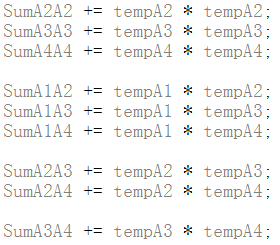 SumA2A2 += tempA2 * tempA2;
SumA3A3 += tempA3 * tempA3;
SumA4A4 += tempA4 * tempA4;
SumA1A2 += tempA1 * tempA2;
SumA1A3 += tempA1 * tempA3;
SumA1A4 += tempA1 * tempA4;
SumA2A3 += tempA2 * tempA3;
SumA2A4 += tempA2 * tempA4;
SumA3A4 += tempA3 * tempA4;